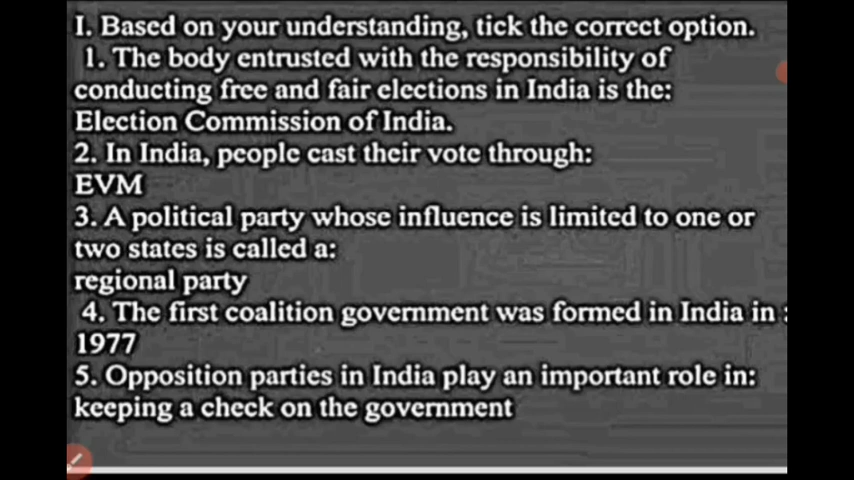 I. Based on your understanding, tick the correct option.
1. The body entrusted with the responsibility of
conducting free and fair elections in India is the:
Election Commission of India.
2. In India, people cast their vote through:
EVM
3. A political party whose influence is limited to one or
two states is called a:
regional party
4. The first coalition government was formed in India in :
1977
5. Opposition parties in India play an important role in:
keeping a check on the government